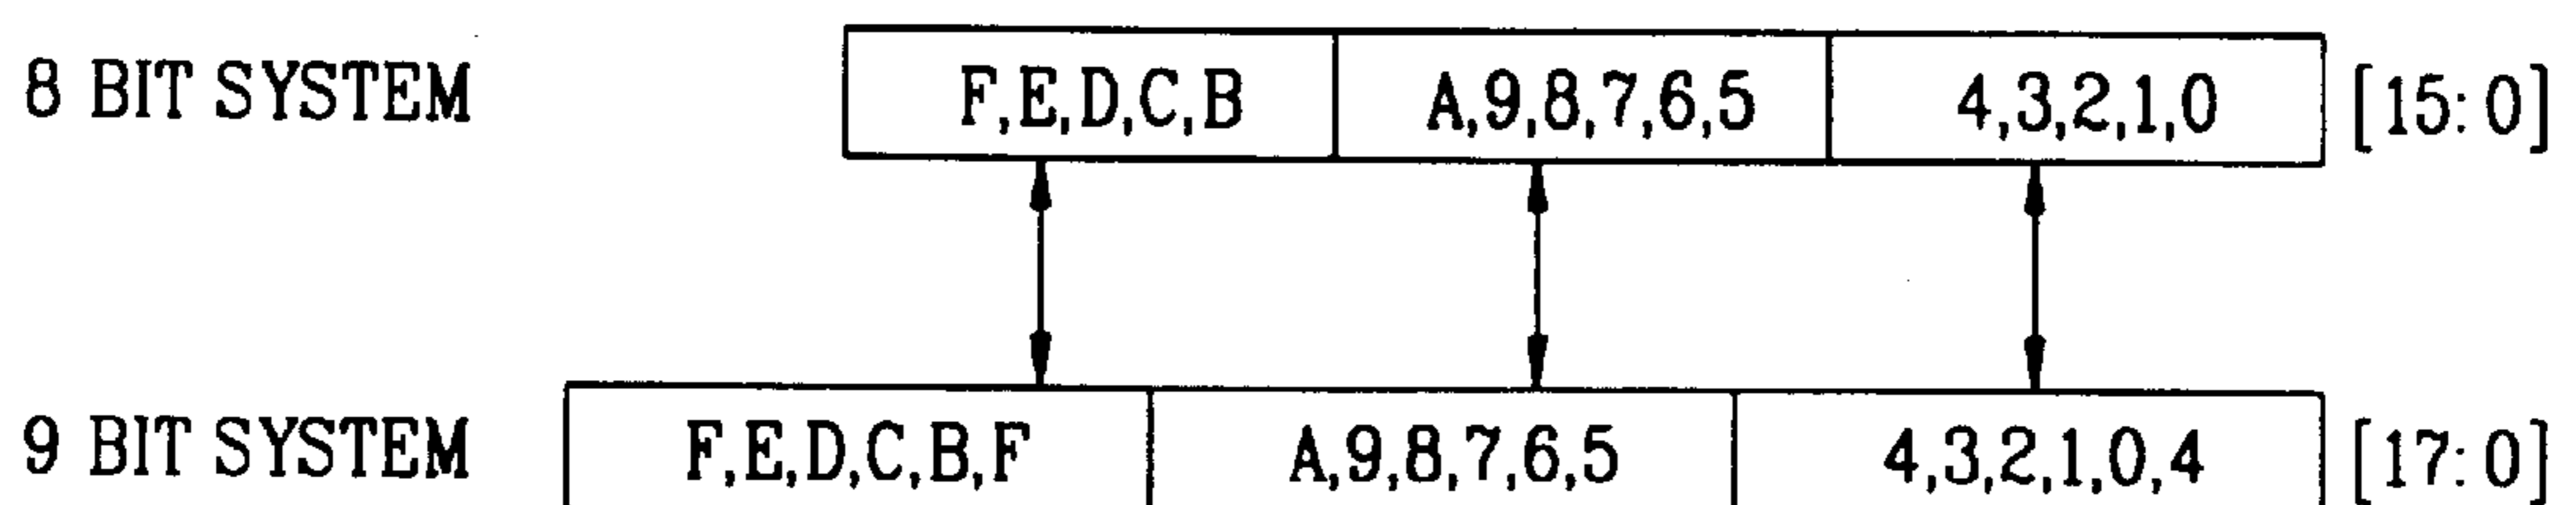 8 BIT SYSTEM F,E,D,C,B A,9,8,7,6,5 4,3,2,1,0 [15:0]
9 BIT SYSTEM F,E,D,C,B,F A,9,8,7,6,5 4,3,2,1,0,4 [17:0]